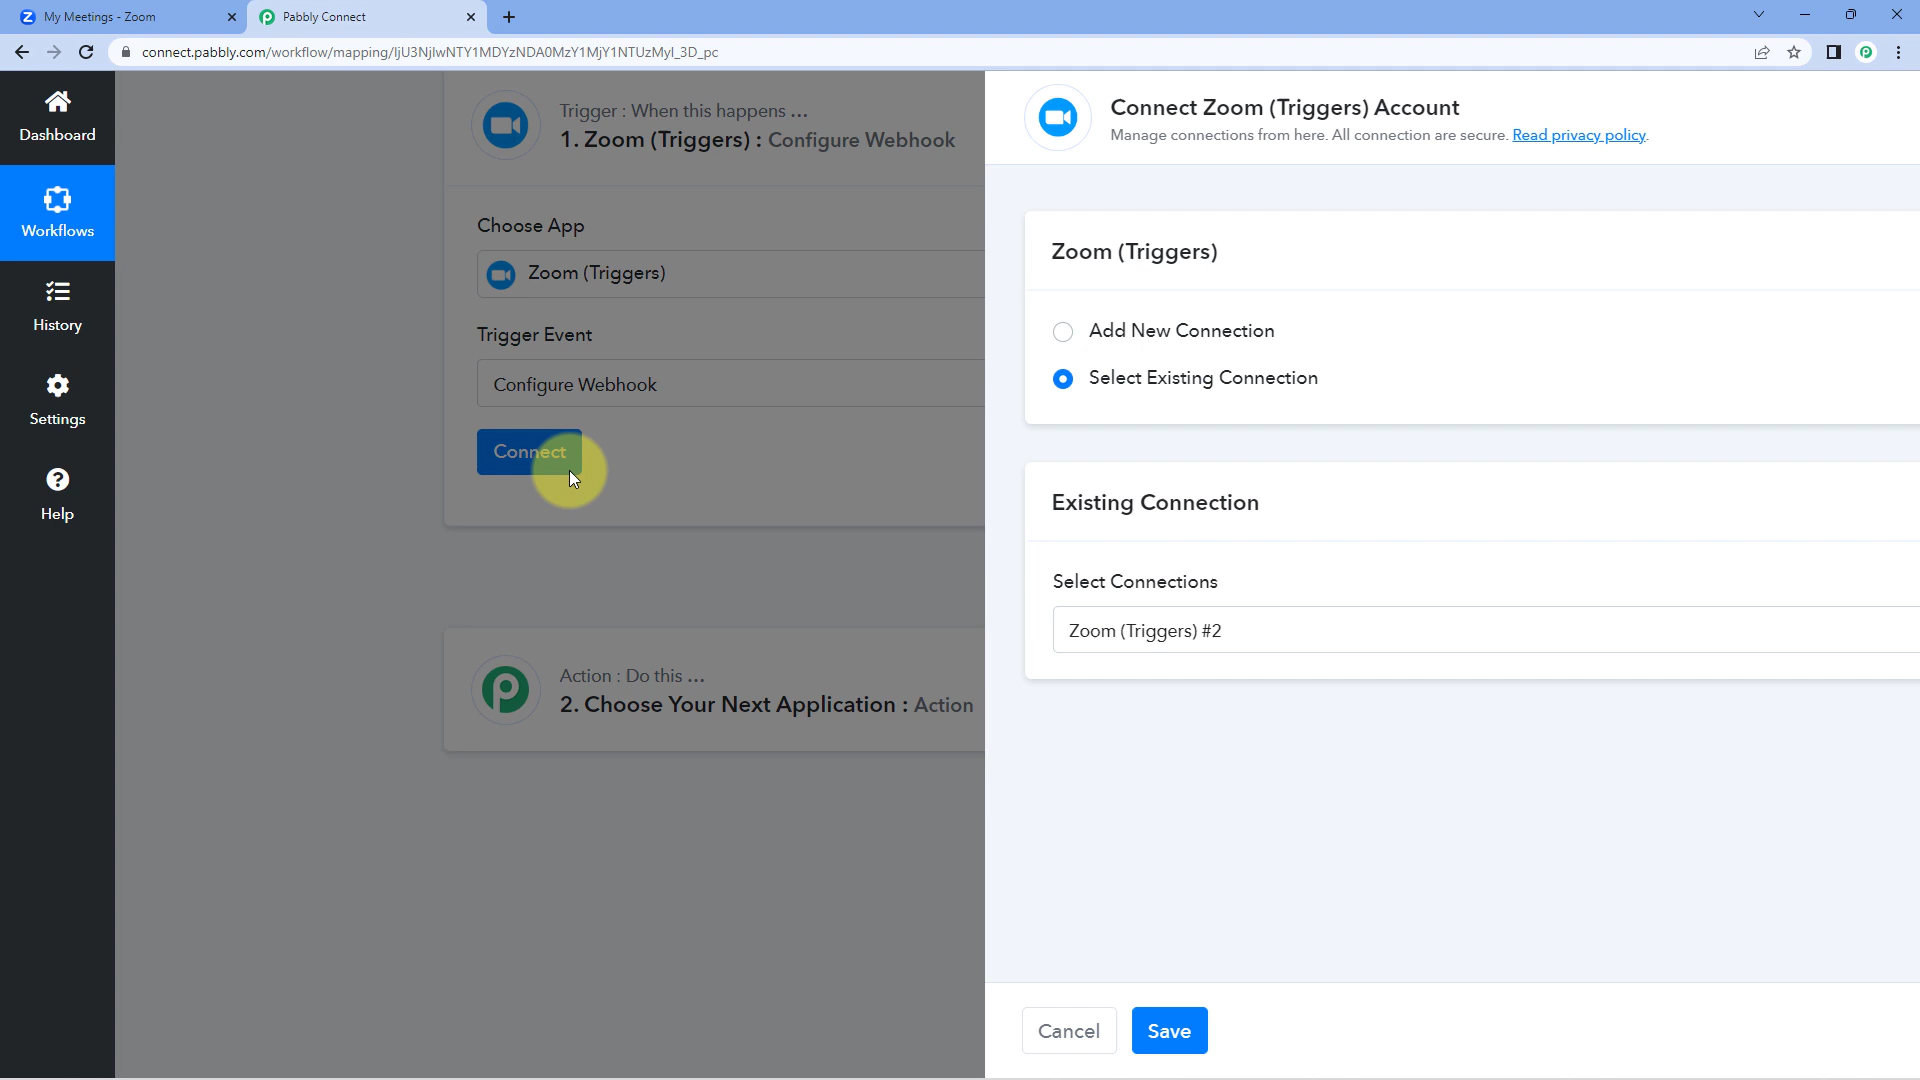 My Meetings - Zoom
Pabbly Connect
connect.pabbly.com/workflow/mapping/IjU3NjIwNTY1MDYzNDA0MzY1MjY1NTUzMyI_3D_pc
Dashboard
Workflows
History
Settings
Help
Trigger : When this happens ...
1. Zoom (Triggers) : Configure Webhook
Choose App
Zoom (Triggers)
Trigger Event
Configure Webhook
Connect
Action : Do this ...
2. Choose Your Next Application : Action
Connect Zoom (Triggers) Account
Manage connections from here. All connection are secure. Read privacy policy.
Zoom (Triggers)
Add New Connection
Select Existing Connection
Existing Connection
Select Connections
Zoom (Triggers) #2
Cancel
Save